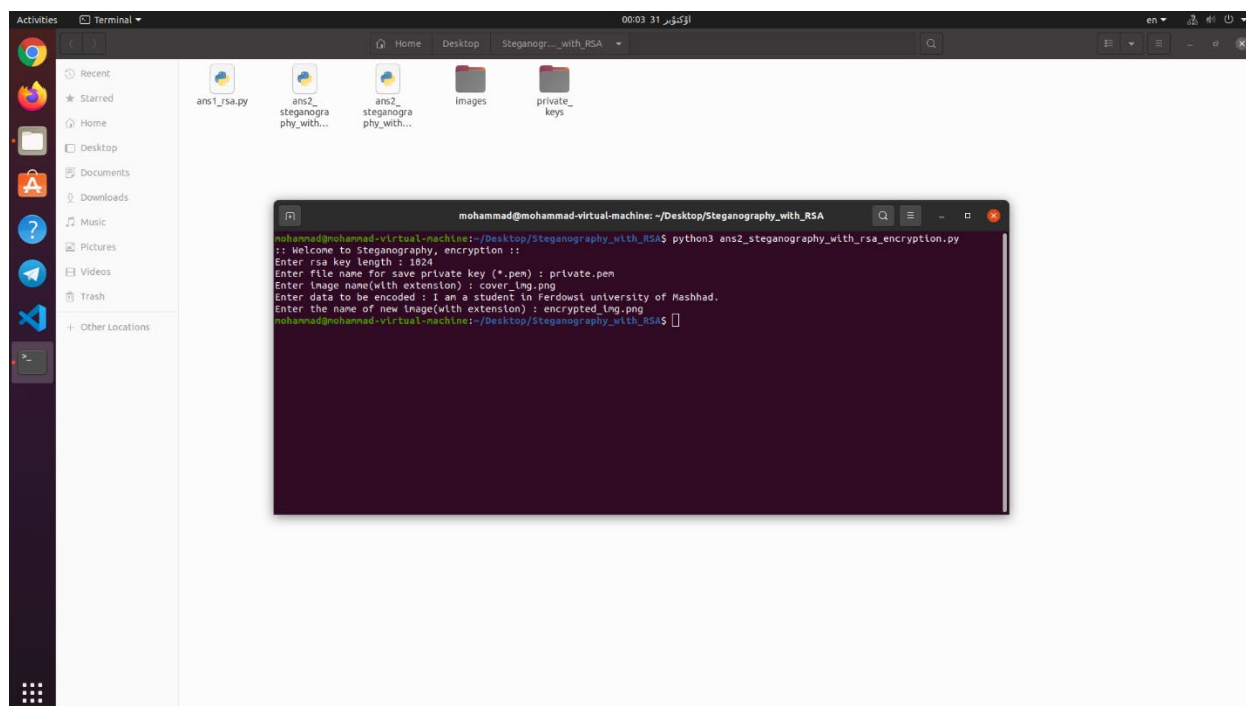 Activities Terminal اؤکتوْبر 31 00:03 en
Home Desktop Steganogr..._with_RSA
Recent
Starred
Home
Desktop
Documents
Downloads
Music
Pictures
Videos
Trash
Other Locations
ans1_rsa.py
ans2_
steganogra
phy_with...
ans2_
steganogra
phy_with...
images
private_
keys
mohammad@mohammad-virtual-machine: ~/Desktop/Steganography_with_RSA
mohammad@mohammad-virtual-machine:~/Desktop/Steganography_with_RSA$ python3 ans2_steganography_with_rsa_encryption.py
:: Welcome to Steganography, encryption ::
Enter rsa key length : 1024
Enter file name for save private key (*.pem) : private.pem
Enter image name(with extension) : cover_img.png
Enter data to be encoded : I am a student in Ferdowsi university of Mashhad.
Enter the name of new image(with extension) : encrypted_img.png
mohammad@mohammad-virtual-machine:~/Desktop/Steganography_with_RSA$